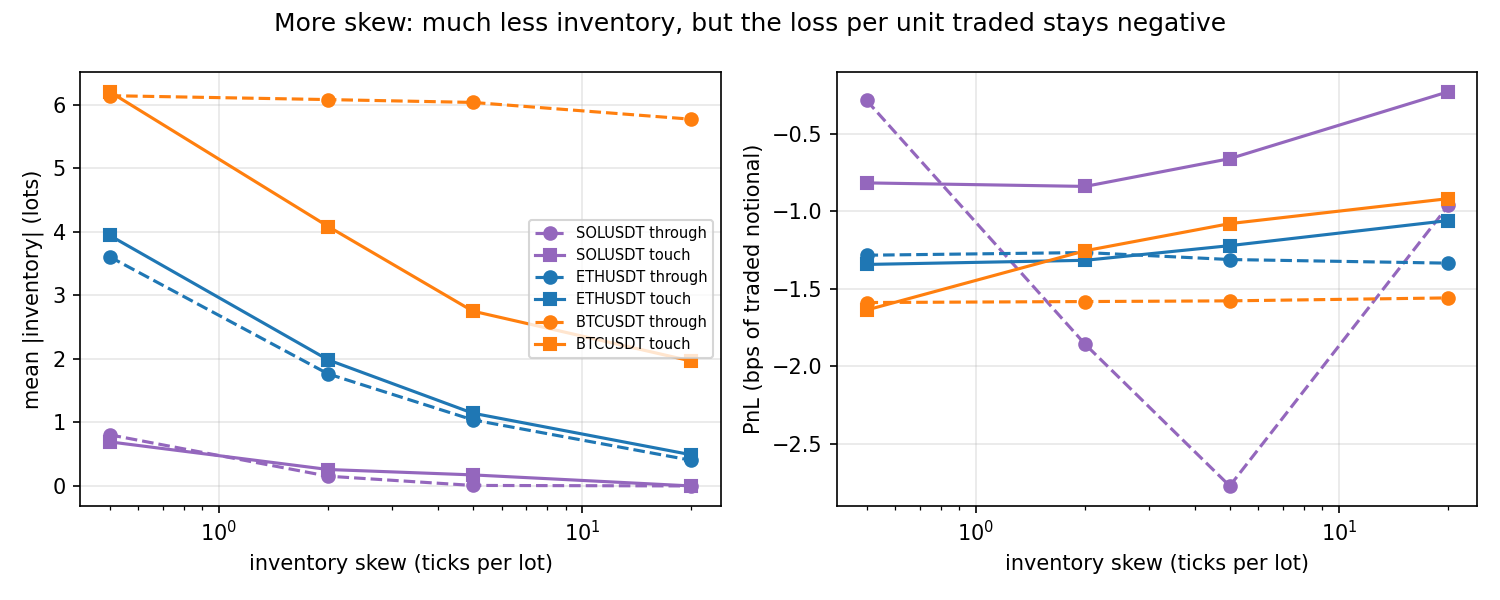 More skew: much less inventory, but the loss per unit traded stays negative
mean |inventory| (lots)
6
5
4
3
2
1
0
SOLUSDT through
SOLUSDT touch
ETHUSDT through
ETHUSDT touch
BTCUSDT through
BTCUSDT touch
10⁰ 10¹
inventory skew (ticks per lot)
PnL (bps of traded notional)
−0.5
−1.0
−1.5
−2.0
−2.5
10⁰ 10¹
inventory skew (ticks per lot)